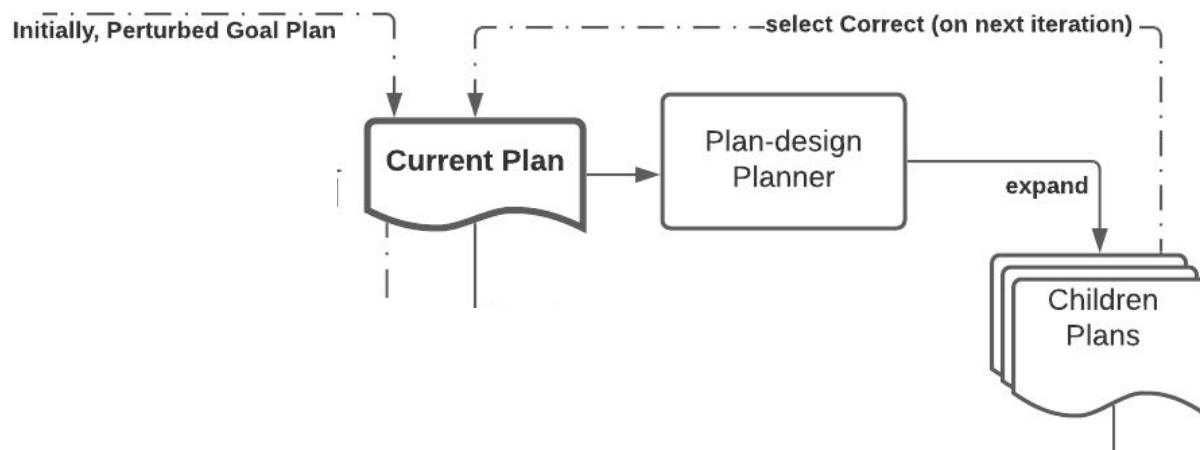 Initially, Perturbed Goal Plan
select Correct (on next iteration)
Current Plan
Plan-design
Planner
expand
Children
Plans